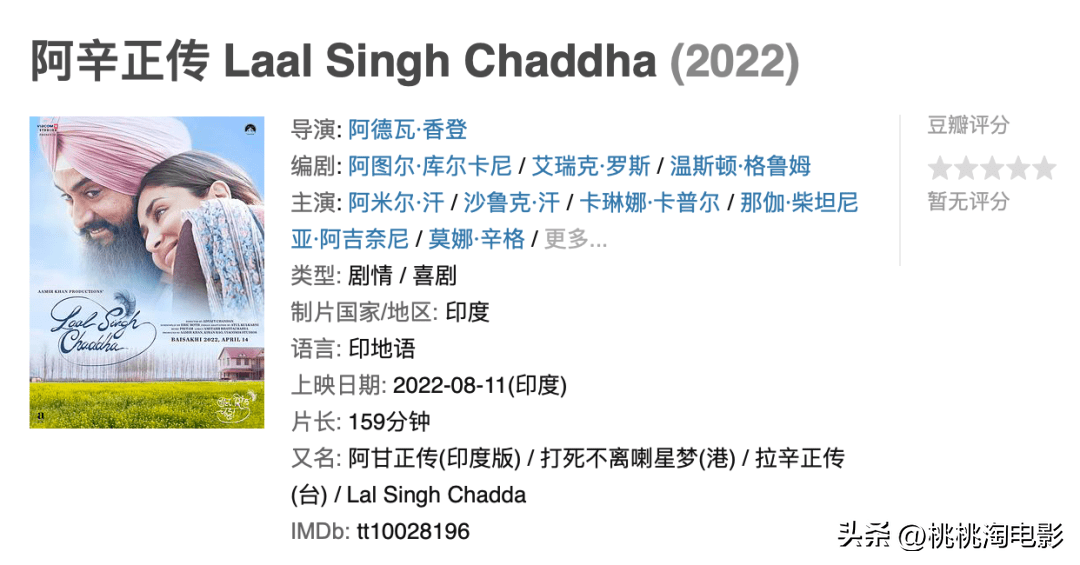 阿辛正传 Laal Singh Chaddha (2022)
导演: 阿德瓦·香登
编剧: 阿图尔·库尔卡尼 / 艾瑞克·罗斯 / 温斯顿·格鲁姆
主演: 阿米尔·汗 / 沙鲁克·汗 / 卡琳娜·卡普尔 / 那伽·柴坦尼
亚·阿吉奈尼 / 莫娜·辛格 / 更多...
类型: 剧情 / 喜剧
制片国家/地区: 印度
语言: 印地语
上映日期: 2022-08-11(印度)
片长: 159分钟
又名: 阿甘正传(印度版) / 打死不离喇星梦(港) / 拉辛正传
(台) / Lal Singh Chadda
IMDb: tt10028196
豆瓣评分
暂无评分
AAMIR KHAN PRODUCTIONS'
Laal Singh
Chaddha
BAISAKHI 2022, APRIL 14
a
头条 @桃桃淘电影